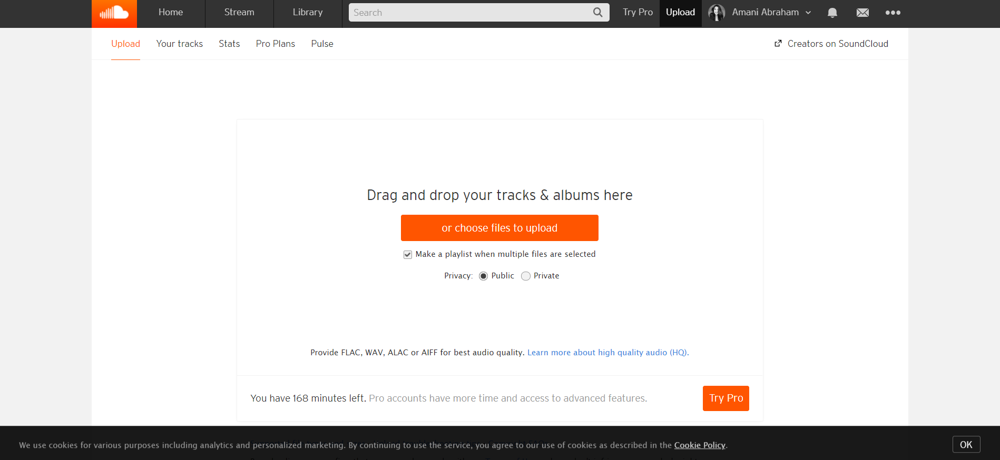 Home Stream Library Search Try Pro Upload Amani Abraham
Upload Your tracks Stats Pro Plans Pulse Creators on SoundCloud
Drag and drop your tracks & albums here
or choose files to upload
Make a playlist when multiple files are selected
Privacy: Public Private
Provide FLAC, WAV, ALAC or AIFF for best audio quality. Learn more about high quality audio (HQ).
You have 168 minutes left. Pro accounts have more time and access to advanced features. Try Pro
We use cookies for various purposes including analytics and personalized marketing. By continuing to use the service, you agree to our use of cookies as described in the Cookie Policy. OK